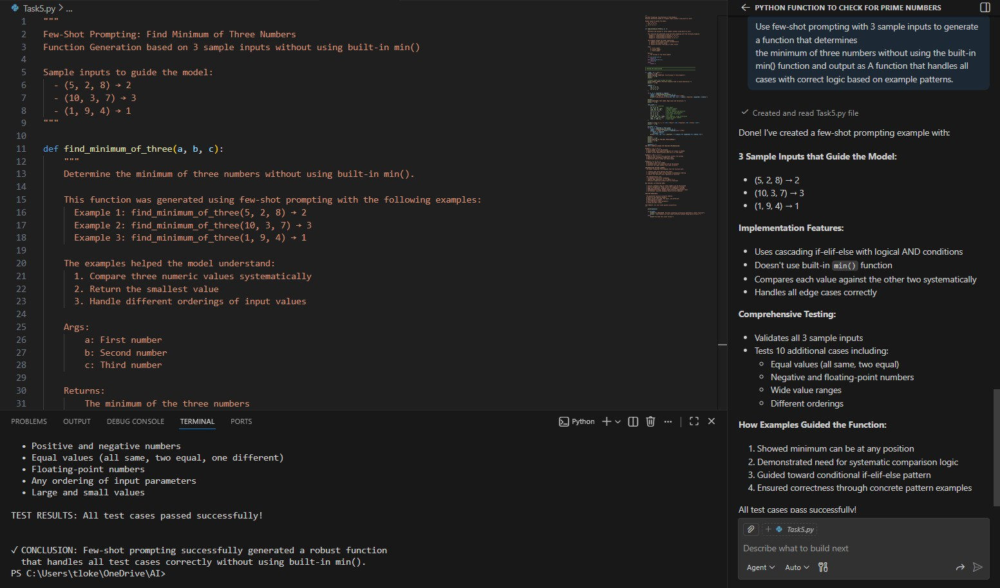 Task5.py > ...
1 """
2 Few-Shot Prompting: Find Minimum of Three Numbers
3 Function Generation based on 3 sample inputs without using built-in min()
4
5 Sample inputs to guide the model:
6 - (5, 2, 8) → 2
7 - (10, 3, 7) → 3
8 - (1, 9, 4) → 1
9 """
10
11 def find_minimum_of_three(a, b, c):
12 """
13 Determine the minimum of three numbers without using built-in min().
14
15 This function was generated using few-shot prompting with the following examples:
16 Example 1: find_minimum_of_three(5, 2, 8) → 2
17 Example 2: find_minimum_of_three(10, 3, 7) → 3
18 Example 3: find_minimum_of_three(1, 9, 4) → 1
19
20 The examples helped the model understand:
21 1. Compare three numeric values systematically
22 2. Return the smallest value
23 3. Handle different orderings of input values
24
25 Args:
26 a: First number
27 b: Second number
28 c: Third number
29
30 Returns:
31 The minimum of the three numbers
PROBLEMS OUTPUT DEBUG CONSOLE TERMINAL PORTS
Python
• Positive and negative numbers
• Equal values (all same, two equal, one different)
• Floating-point numbers
• Any ordering of input parameters
• Large and small values
TEST RESULTS: All test cases passed successfully!
✓ CONCLUSION: Few-shot prompting successfully generated a robust function
that handles all test cases correctly without using built-in min().
PS C:\Users\tloke\OneDrive\AI>
← PYTHON FUNCTION TO CHECK FOR PRIME NUMBERS
Use few-shot prompting with 3 sample inputs to generate
a function that determines
the minimum of three numbers without using the built-in
min() function and output as A function that handles all
cases with correct logic based on example patterns.
✓ Created and read Task5.py file
Done! I've created a few-shot prompting example with:
3 Sample Inputs that Guide the Model:
• (5, 2, 8) → 2
• (10, 3, 7) → 3
• (1, 9, 4) → 1
Implementation Features:
• Uses cascading if-elif-else with logical AND conditions
• Doesn't use built-in min() function
• Compares each value against the other two systematically
• Handles all edge cases correctly
Comprehensive Testing:
• Validates all 3 sample inputs
• Tests 10 additional cases including:
○ Equal values (all same, two equal)
○ Negative and floating-point numbers
○ Wide value ranges
○ Different orderings
How Examples Guided the Function:
1. Showed minimum can be at any position
2. Demonstrated need for systematic comparison logic
3. Guided toward conditional if-elif-else pattern
4. Ensured correctness through concrete pattern examples
All test cases pass successfully!
+ Task5.py
Describe what to build next
Agent Auto